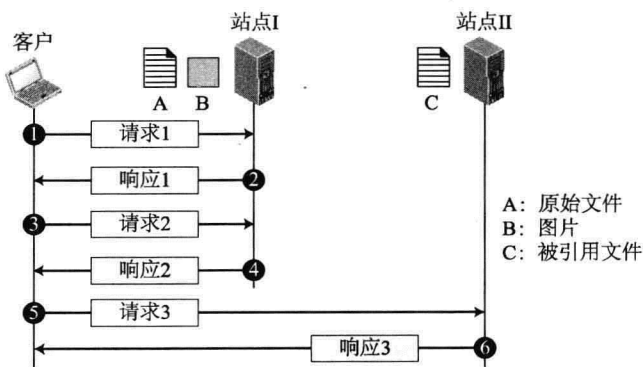 客户
站点I
站点II
A
B
C
1
请求1
响应1
2
3
请求2
响应2
4
5
请求3
响应3
6
A: 原始文件
B: 图片
C: 被引用文件